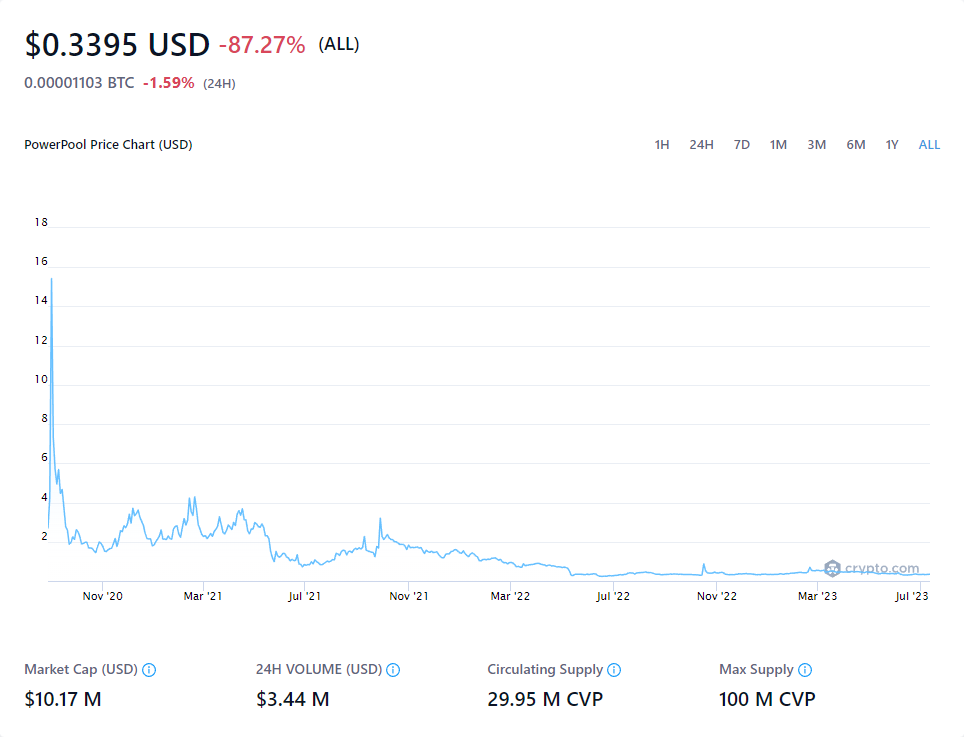 $0.3395 USD -87.27% (ALL)
0.00001103 BTC -1.59% (24H)
PowerPool Price Chart (USD) 1H 24H 7D 1M 3M 6M 1Y ALL
18
16
14
12
10
8
6
4
2
crypto.com
Nov '20 Mar '21 Jul '21 Nov '21 Mar '22 Jul '22 Nov '22 Mar '23 Jul '23
Market Cap (USD) 24H VOLUME (USD) Circulating Supply Max Supply
$10.17 M $3.44 M 29.95 M CVP 100 M CVP